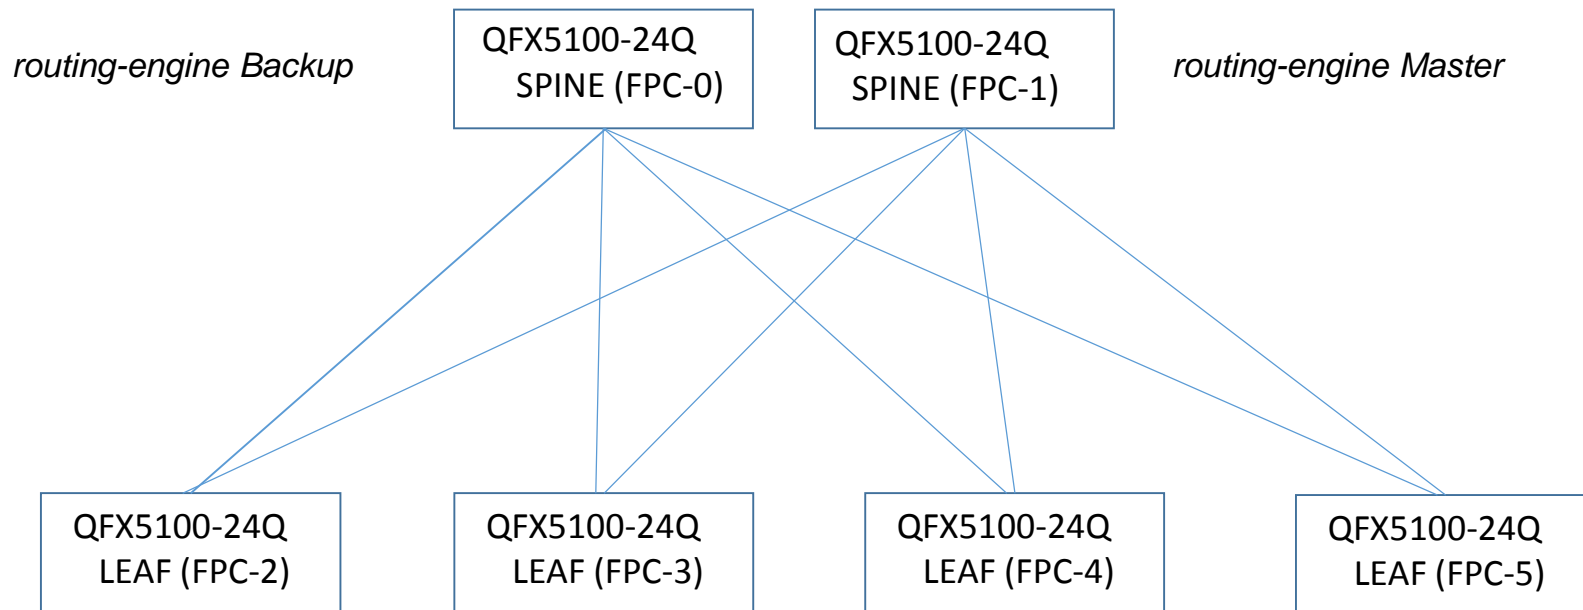 routing-engine Backup
QFX5100-24Q
SPINE (FPC-0)
QFX5100-24Q
SPINE (FPC-1)
routing-engine Master
QFX5100-24Q
LEAF (FPC-2)
QFX5100-24Q
LEAF (FPC-3)
QFX5100-24Q
LEAF (FPC-4)
QFX5100-24Q
LEAF (FPC-5)